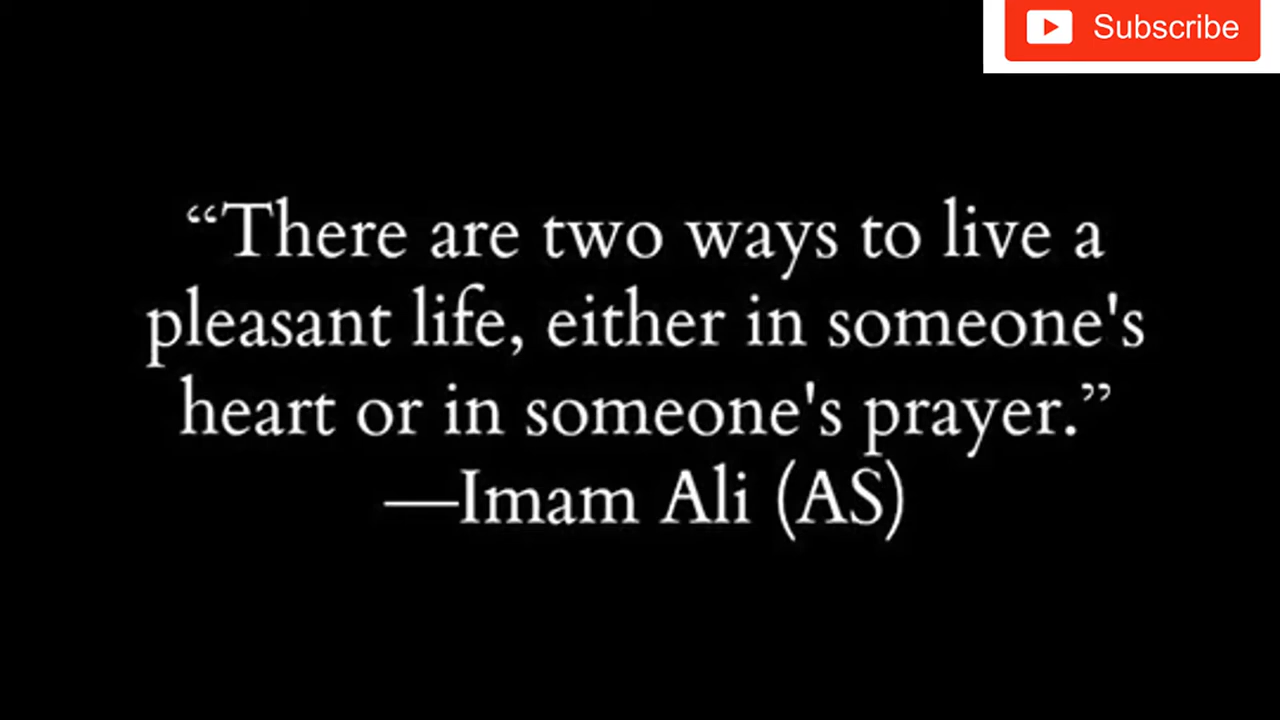 Subscribe
“There are two ways to live a
pleasant life, either in someone's
heart or in someone's prayer.”
—Imam Ali (AS)